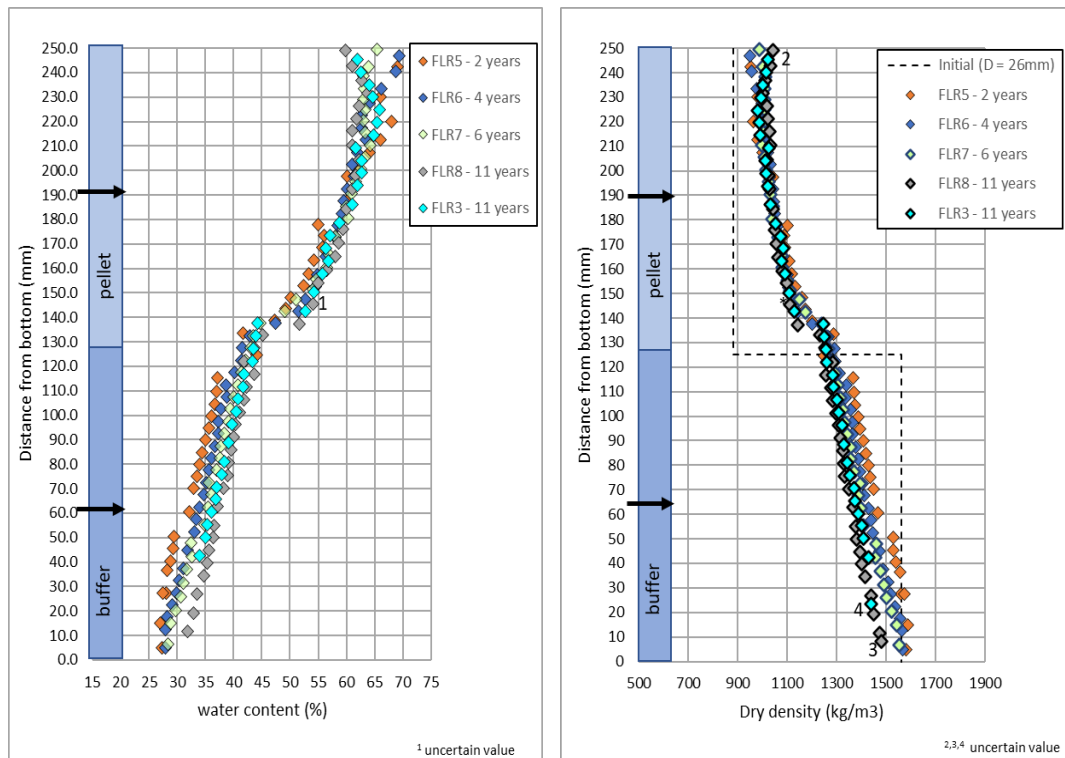 250.0
240.0
230.0
220.0
210.0
200.0
190.0
180.0
170.0
160.0
150.0
140.0
130.0
120.0
110.0
100.0
90.0
80.0
70.0
60.0
50.0
40.0
30.0
20.0
10.0
0.0
Distance from bottom (mm)
pellet
buffer
FLR5 - 2 years
FLR6 - 4 years
FLR7 - 6 years
FLR8 - 11 years
FLR3 - 11 years
1
15 20 25 30 35 40 45 50 55 60 65 70 75
water content (%)
1 uncertain value
250
240
230
220
210
200
190
180
170
160
150
140
130
120
110
100
90
80
70
60
50
40
30
20
10
0
Distance from bottom (mm)
pellet
buffer
Initial (D = 26mm)
FLR5 - 2 years
FLR6 - 4 years
FLR7 - 6 years
FLR8 - 11 years
FLR3 - 11 years
2
*
4
3
500 700 900 1100 1300 1500 1700 1900
Dry density (kg/m3)
2,3,4 uncertain value